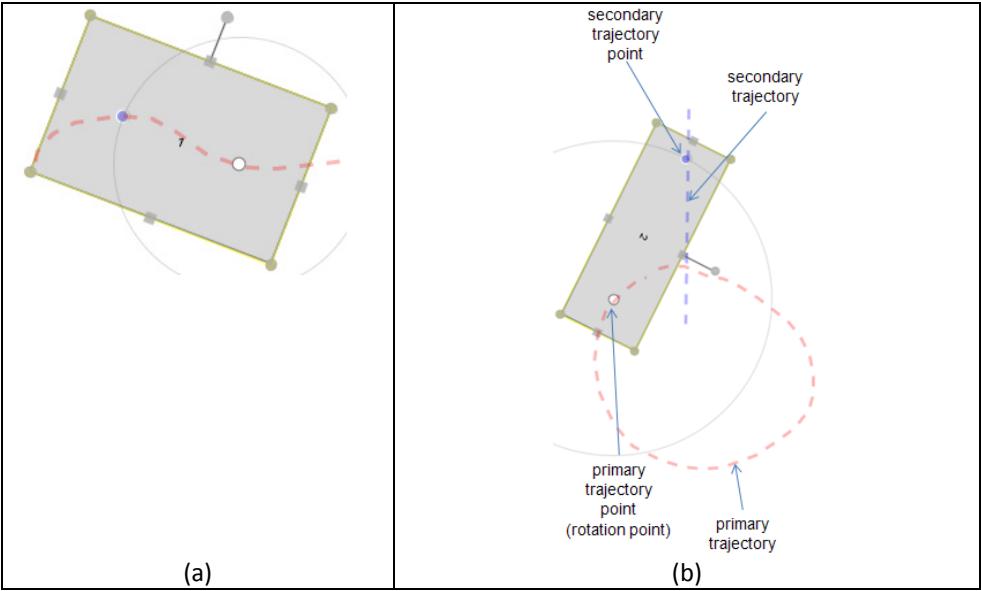 1
(a)
secondary
trajectory
point
secondary
trajectory
2
primary
trajectory
point
(rotation point)
primary
trajectory
(b)